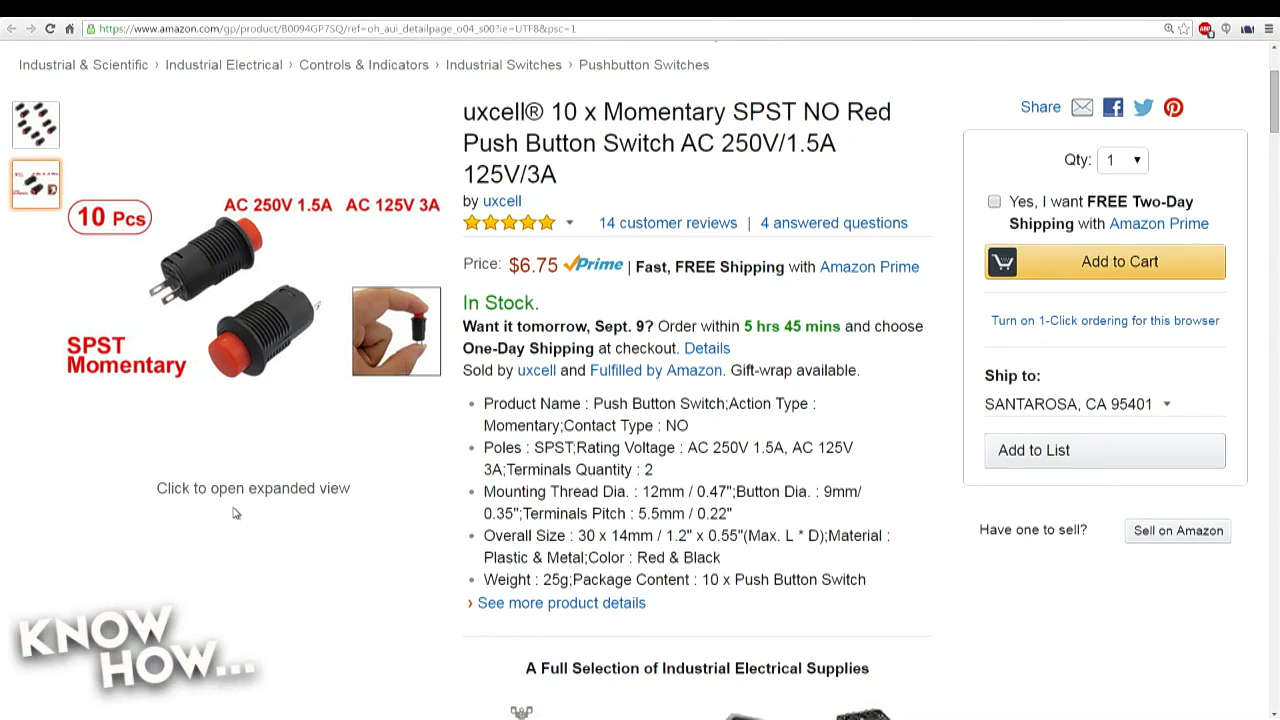 https://www.amazon.com/gp/product/B0094GP7SQ/ref=oh_aui_detailpage_o04_s00?ie=UTF8&psc=1
Industrial & Scientific › Industrial Electrical › Controls & Indicators › Industrial Switches › Pushbutton Switches
uxcell® 10 x Momentary SPST NO Red
Push Button Switch AC 250V/1.5A
125V/3A
by uxcell
14 customer reviews | 4 answered questions
Price: $6.75 Prime | Fast, FREE Shipping with Amazon Prime
In Stock.
Want it tomorrow, Sept. 9? Order within 5 hrs 45 mins and choose
One-Day Shipping at checkout. Details
Sold by uxcell and Fulfilled by Amazon. Gift-wrap available.
• Product Name : Push Button Switch;Action Type :
Momentary;Contact Type : NO
• Poles : SPST;Rating Voltage : AC 250V 1.5A, AC 125V
3A;Terminals Quantity : 2
• Mounting Thread Dia. : 12mm / 0.47";Button Dia. : 9mm/
0.35";Terminals Pitch : 5.5mm / 0.22"
• Overall Size : 30 x 14mm / 1.2" x 0.55"(Max. L * D);Material :
Plastic & Metal;Color : Red & Black
• Weight : 25g;Package Content : 10 x Push Button Switch
› See more product details
A Full Selection of Industrial Electrical Supplies
10 Pcs
AC 250V 1.5A AC 125V 3A
SPST
Momentary
Click to open expanded view
KNOW
HOW...
Share
Qty: 1
Yes, I want FREE Two-Day
Shipping with Amazon Prime
Add to Cart
Turn on 1-Click ordering for this browser
Ship to:
SANTAROSA, CA 95401
Add to List
Have one to sell? Sell on Amazon